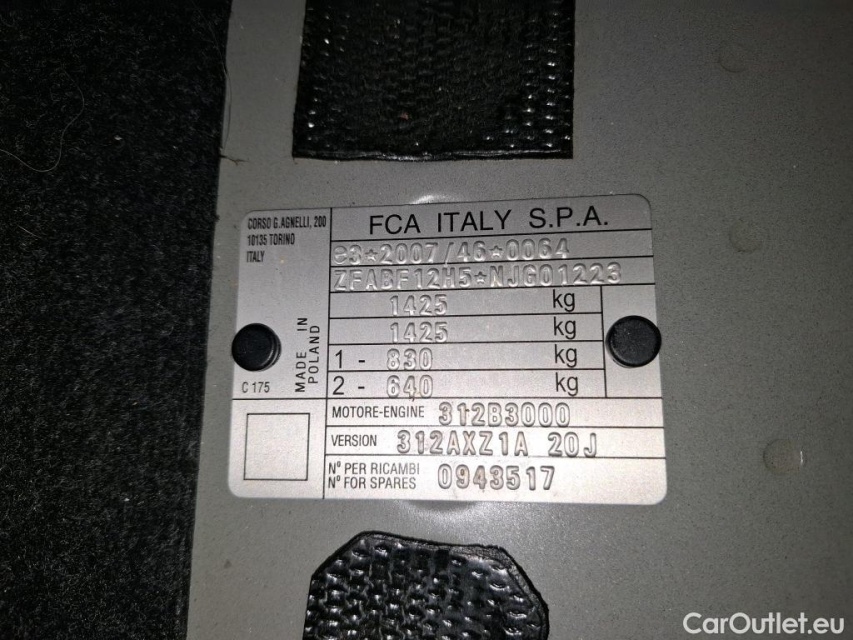 CORSO G.AGNELLI, 200
10135 TORINO
ITALY
FCA ITALY S.P.A.
e3*2007/46*0064
ZFABF12H5*NJG01223
1425 kg
1425 kg
1 - 830 kg
2 - 640 kg
MADE IN
POLAND
C 175
MOTORE-ENGINE 312B3000
VERSION 312AXZ1A 20J
Nº PER RICAMBI
Nº FOR SPARES 0943517
CarOutlet.eu